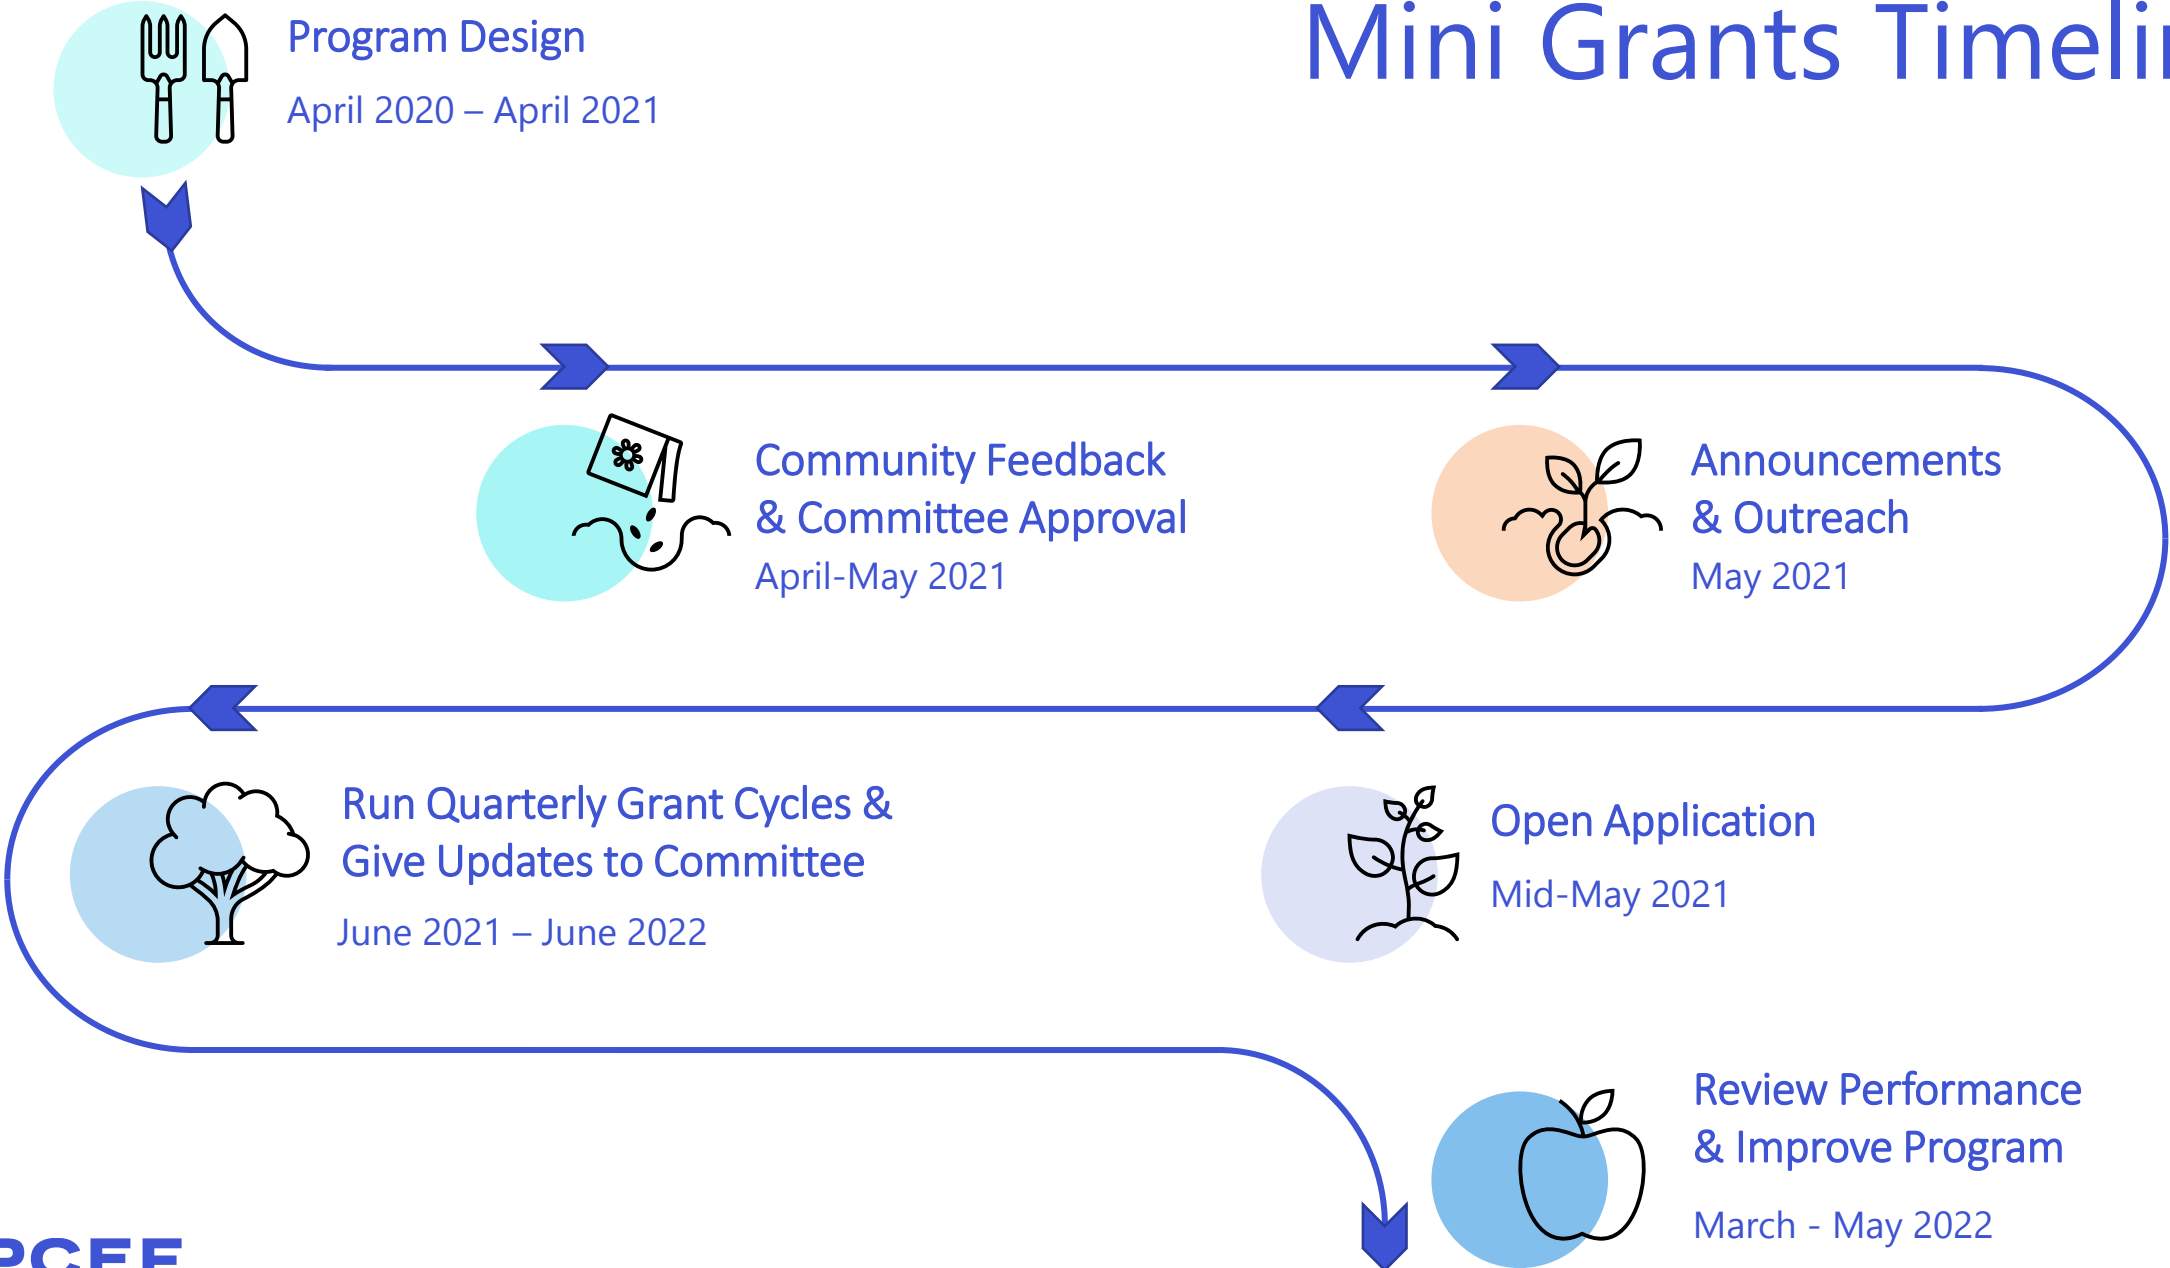 Mini Grants
Program Design
April 2020 – April 2021
Community Feedback
& Committee Approval
April-May 2021
Announcements
& Outreach
May 2021
Open Application
Mid-May 2021
Run Quarterly Grant Cycles &
Give Updates to Committee
June 2021 – June 2022
Review Performance
& Improve Program
March - May 2022